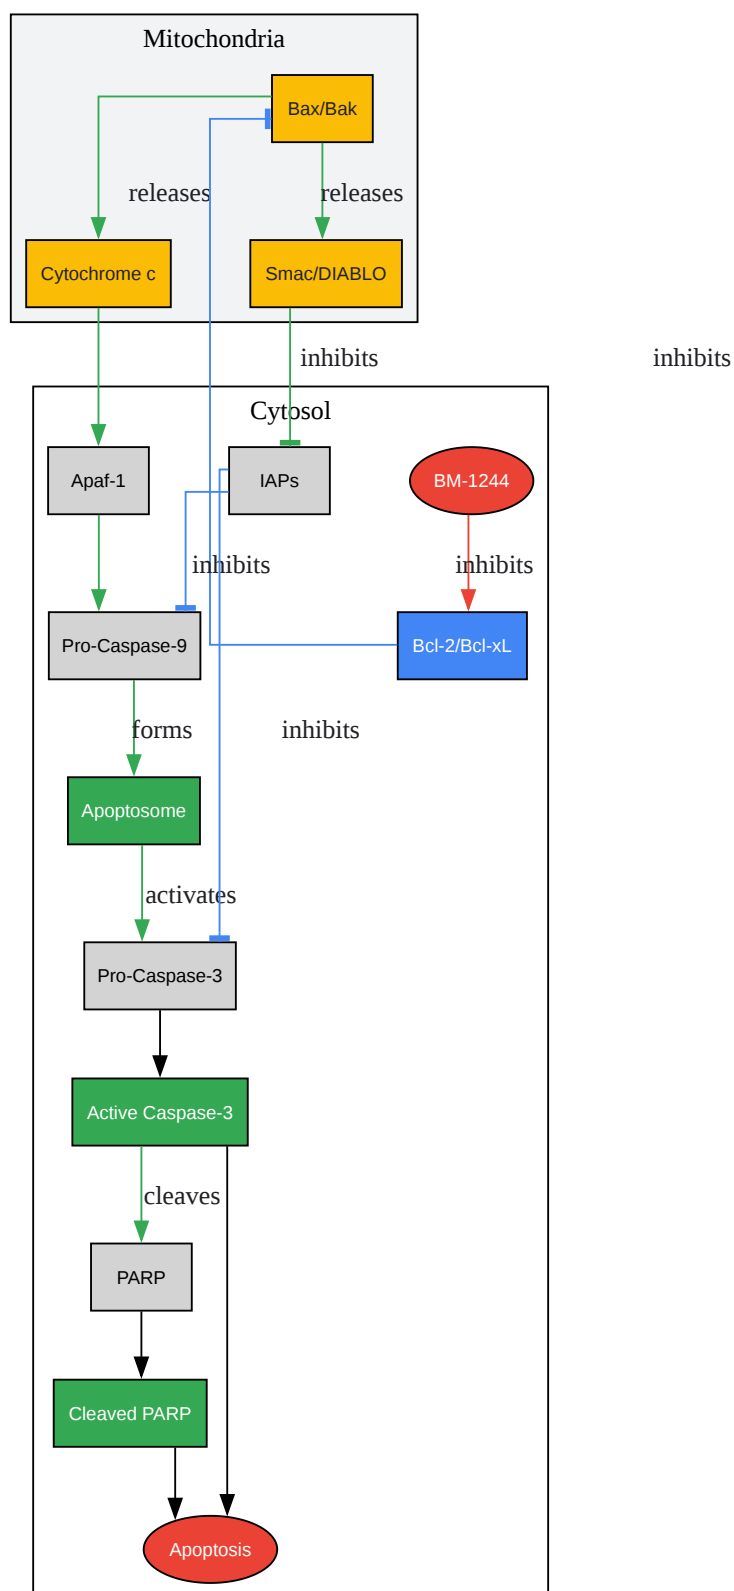 Mitochondria
Bax/Bak
releases
releases
Cytochrome c
Smac/DIABLO
inhibits
inhibits
Cytosol
Apaf-1
IAPs
BM-1244
inhibits
inhibits
Pro-Caspase-9
Bcl-2/Bcl-xL
forms
inhibits
Apoptosome
activates
Pro-Caspase-3
Active Caspase-3
cleaves
PARP
Cleaved PARP
Apoptosis